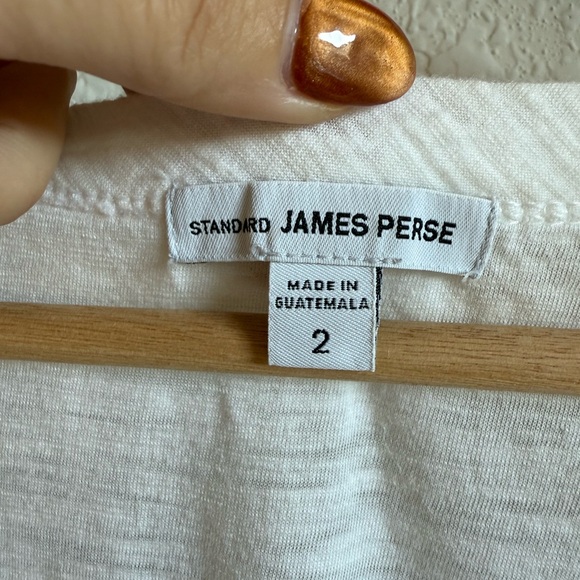 STANDARD JAMES PERSE
MADE IN
GUATEMALA
2